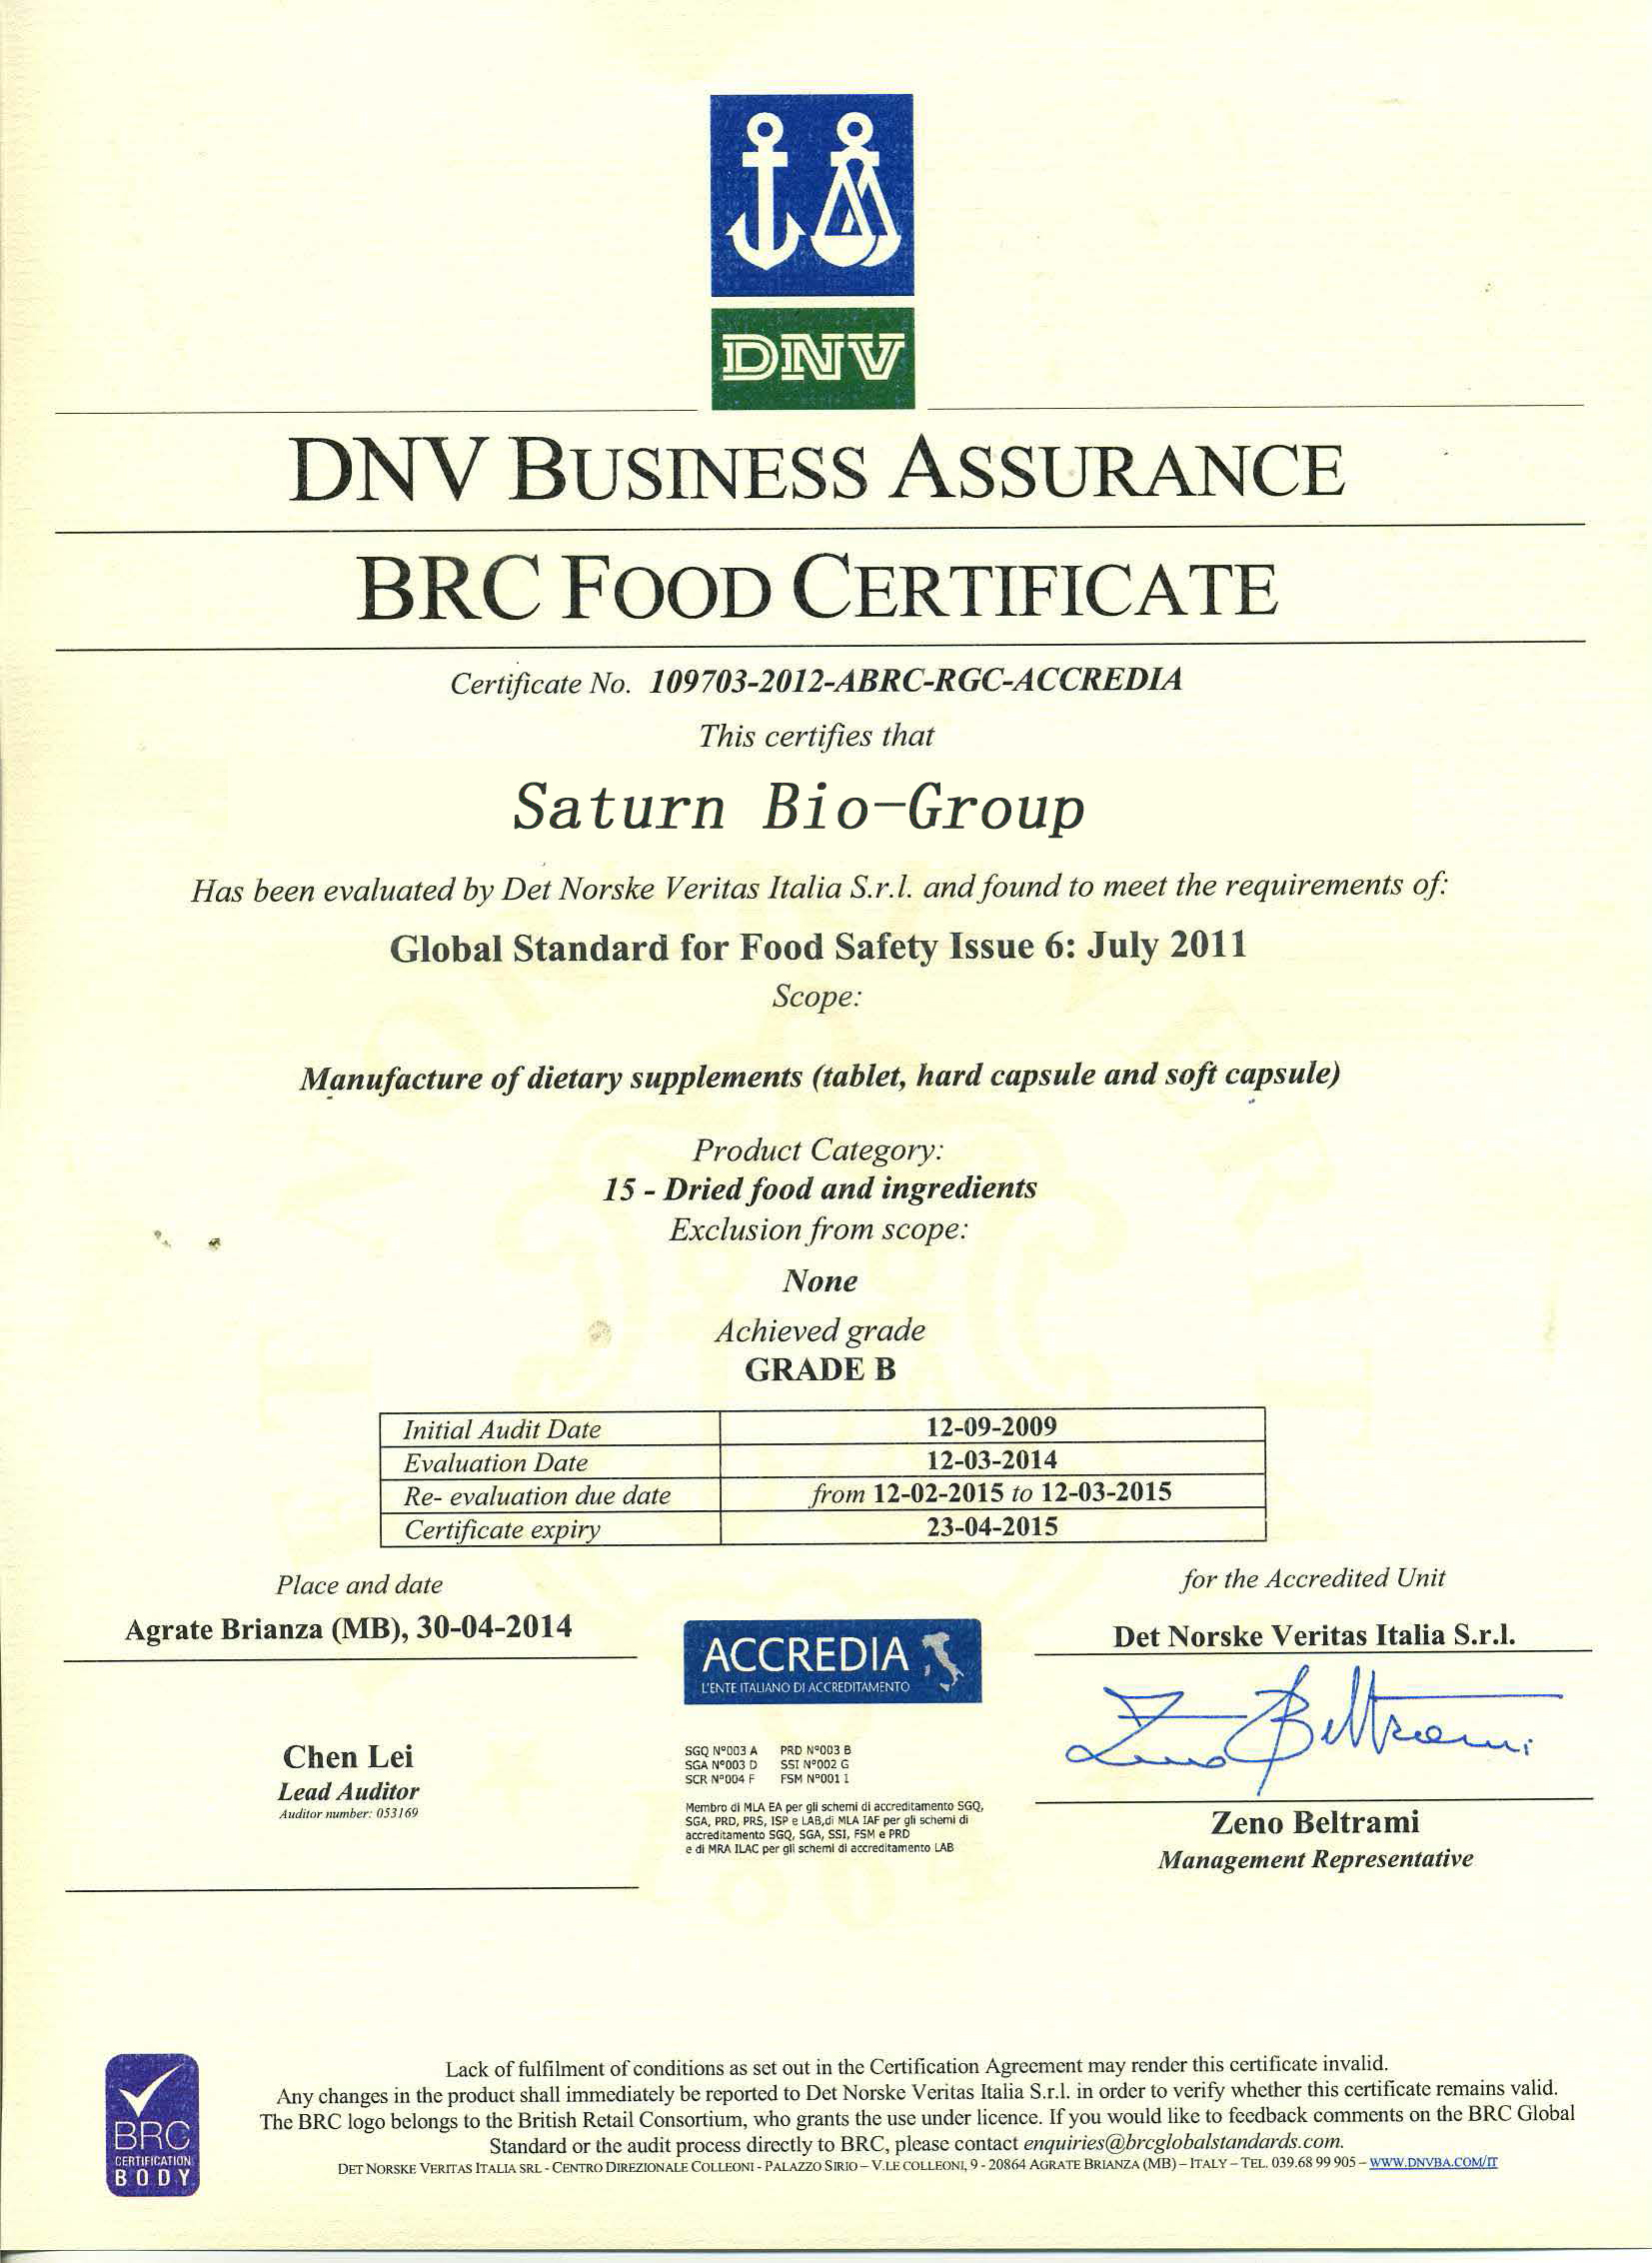 DNV
DNV BUSINESS ASSURANCE
BRC FOOD CERTIFICATE
Certificate No. 109703-2012-ABRC-RGC-ACCREDIA
This certifies that
Saturn Bio-Group
Has been evaluated by Det Norske Veritas Italia S.r.l. and found to meet the requirements of:
Global Standard for Food Safety Issue 6: July 2011
Scope:
Manufacture of dietary supplements (tablet, hard capsule and soft capsule)
Product Category:
15 - Dried food and ingredients
Exclusion from scope:
None
Achieved grade
GRADE B
Initial Audit Date 12-09-2009
Evaluation Date 12-03-2014
Re- evaluation due date from 12-02-2015 to 12-03-2015
Certificate expiry 23-04-2015
Place and date
Agrate Brianza (MB), 30-04-2014
Chen Lei
Lead Auditor
Auditor number: 053169
ACCREDIA
L'ENTE ITALIANO DI ACCREDITAMENTO
SGQ N°003 A PRD N°003 B
SGA N°003 D SSI N°002 G
SCR N°004 F FSM N°001 I
Membro di MLA EA per gli schemi di accreditamento SGQ,
SGA, PRD, PRS, ISP e LAB,di MLA IAF per gli schemi di
accreditamento SGQ, SGA, SSI, FSM e PRD
e di MRA ILAC per gli schemi di accreditamento LAB
for the Accredited Unit
Det Norske Veritas Italia S.r.l.
Zeno Beltrami
Zeno Beltrami
Management Representative
BRC
CERTIFICATION
BODY
Lack of fulfilment of conditions as set out in the Certification Agreement may render this certificate invalid.
Any changes in the product shall immediately be reported to Det Norske Veritas Italia S.r.l. in order to verify whether this certificate remains valid.
The BRC logo belongs to the British Retail Consortium, who grants the use under licence. If you would like to feedback comments on the BRC Global
Standard or the audit process directly to BRC, please contact enquiries@brcglobalstandards.com.
DET NORSKE VERITAS ITALIA SRL - CENTRO DIREZIONALE COLLEONI - PALAZZO SIRIO – V.LE COLLEONI, 9 - 20864 AGRATE BRIANZA (MB) – ITALY – TEL. 039.68 99 905 – WWW.DNVBA.COM/IT